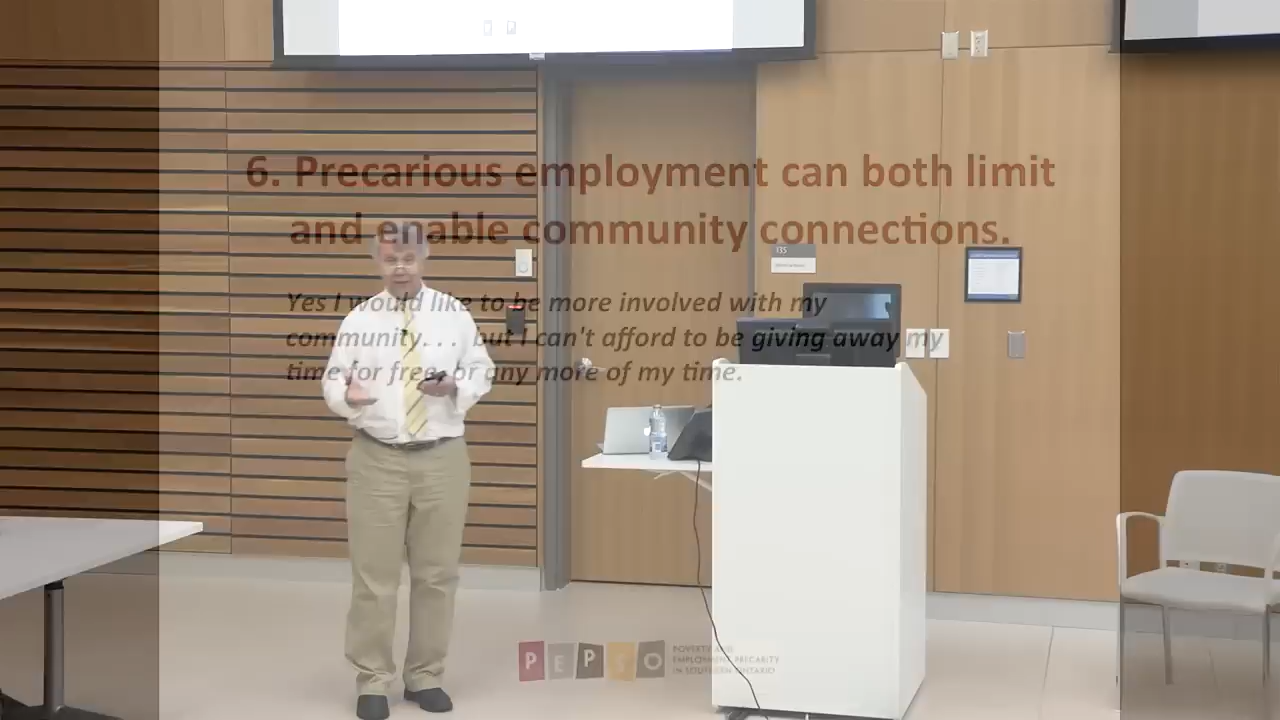 6. Precarious employment can both limit
and enable community connections.
135
Yes I would like to be more involved with my
community. . .  but I can't afford to be giving away my
time for free, or any more of my time.
PEPSO
POVERTY AND
EMPLOYMENT PRECARITY
IN SOUTHERN ONTARIO